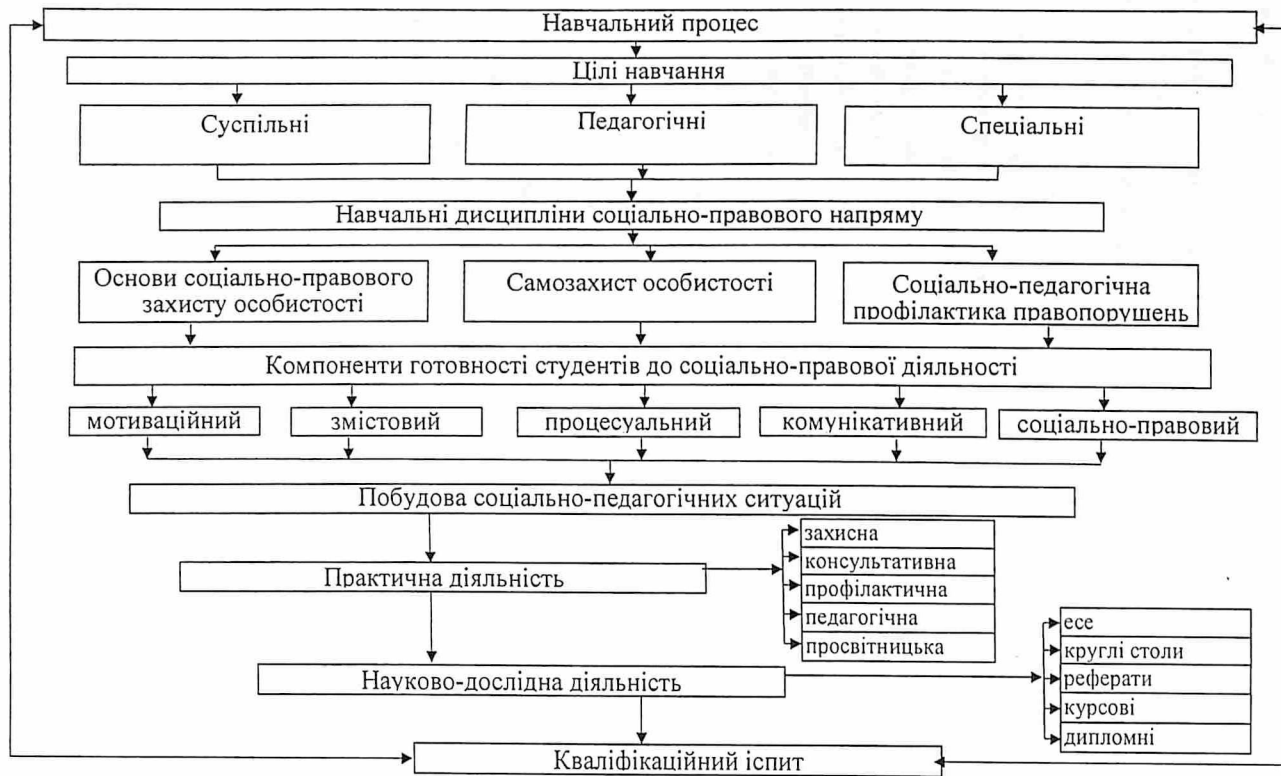 Навчальний процес
Цілі навчання
Суспільні
Педагогічні
Спеціальні
Навчальні дисципліни соціально-правового напряму
Основи соціально-правового
захисту особистості
Самозахист особистості
Соціально-педагогічна
профілактика правопорушень
Компоненти готовності студентів до соціально-правової діяльності
мотиваційний
змістовий
процесуальний
комунікативний
соціально-правовий
Побудова соціально-педагогічних ситуацій
Практична діяльність
захисна
консультативна
профілактична
педагогічна
просвітницька
Науково-дослідна діяльність
есе
круглі столи
реферати
курсові
дипломні
Кваліфікаційний іспит